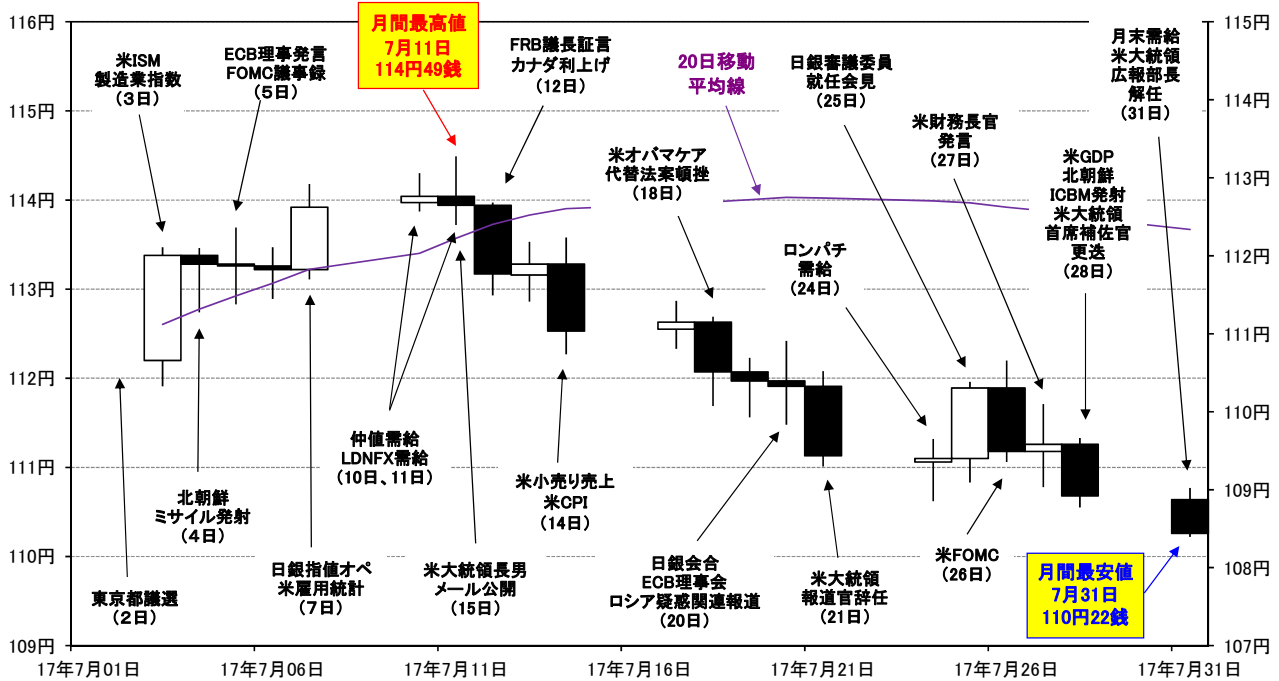 116円
115円
114円
113円
112円
111円
110円
109円
115円
114円
113円
112円
111円
110円
109円
108円
107円
17年7月01日
17年7月06日
17年7月11日
17年7月16日
17年7月21日
17年7月26日
17年7月31日
米ISM
製造業指数
（3日）
ECB理事発言
FOMC議事録
（5日）
月間最高値
7月11日
114円49銭
FRB議長証言
カナダ利上げ
（12日）
20日移動
平均線
米オバマケア
代替法案頓挫
（18日）
日銀審議委員
就任会見
（25日）
米財務長官
発言
（27日）
月末需給
米大統領
広報部長
解任
（31日）
米GDP
北朝鮮
ICBM発射
米大統領
首席補佐官
更迭
（28日）
ロンパチ
需給
（24日）
東京都議選
（２日）
北朝鮮
ミサイル発射
（４日）
日銀指値オペ
米雇用統計
（７日）
仲値需給
LDNFX需給
（10日、11日）
米大統領長男
メール公開
（15日）
米小売り売上
米CPI
（14日）
日銀会合
ECB理事会
ロシア疑惑関連報道
（20日）
米大統領
報道官辞任
（21日）
米FOMC
（26日）
月間最安値
7月31日
110円22銭